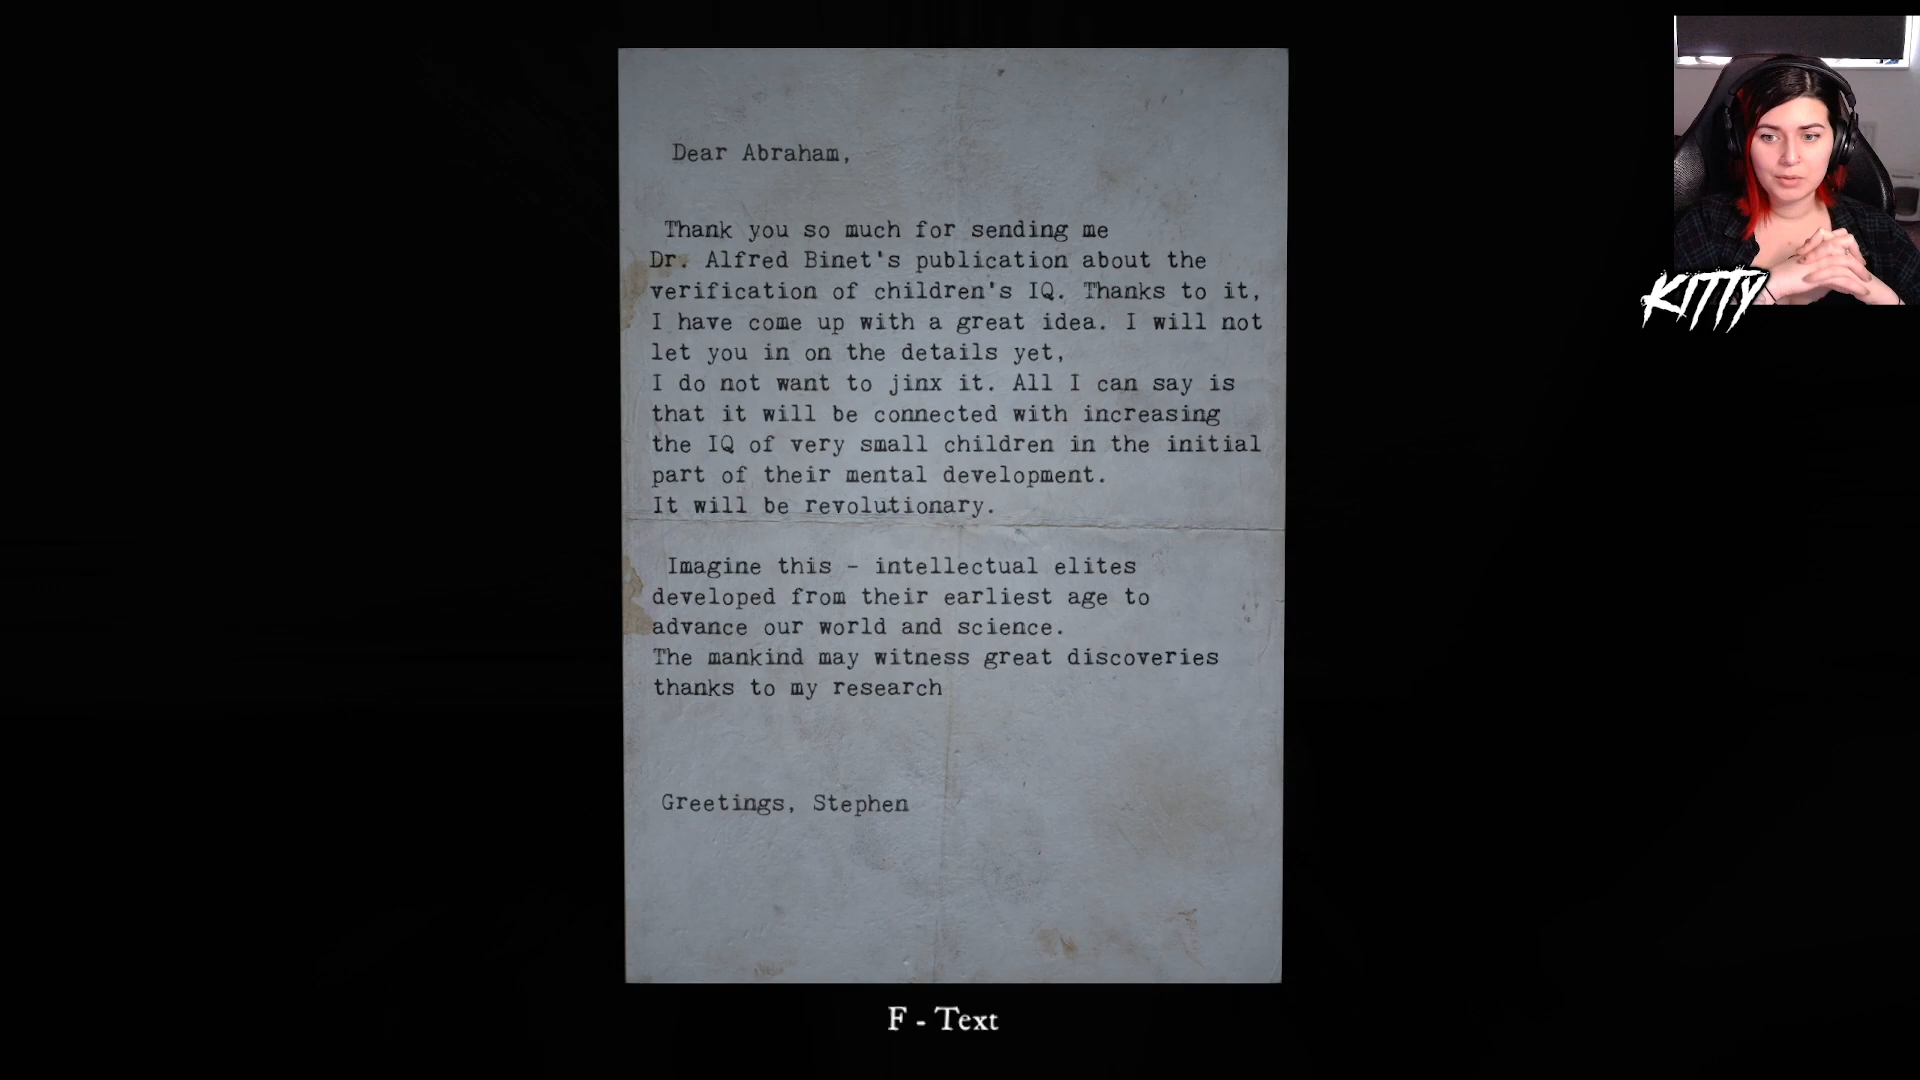 Dear Abraham,
Thank you so much for sending me
Dr. Alfred Binet's publication about the
verification of children's IQ. Thanks to it,
I have come up with a great idea. I will not
let you in on the details yet,
I do not want to jinx it. All I can say is
that it will be connected with increasing
the IQ of very small children in the initial
part of their mental development.
It will be revolutionary.
Imagine this - intellectual elites
developed from their earliest age to
advance our world and science.
The mankind may witness great discoveries
thanks to my research
Greetings, Stephen
F - Text
KITTY